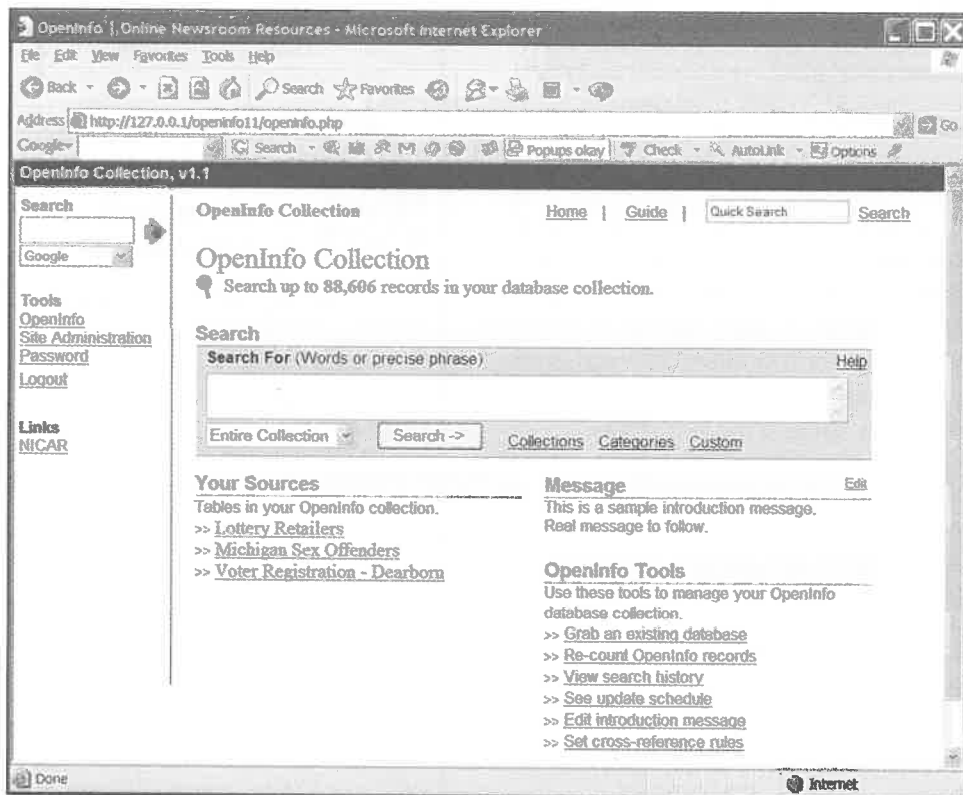 OpenInfo | Online Newsroom Resources - Microsoft Internet Explorer
File Edit View Favorites Tools Help
Back Search Favorites
Address http://127.0.0.1/openinfo11/openinfo.php Go
Google Search Popups okay Check AutoLink Options
OpenInfo Collection, v1.1
Search
Google
Tools
OpenInfo
Site Administration
Password
Logout
Links
NICAR
OpenInfo Collection Home | Guide | Quick Search Search
OpenInfo Collection
Search up to 88,606 records in your database collection.
Search
Search For (Words or precise phrase) Help
Entire Collection Search -> Collections Categories Custom
Your Sources
Tables in your OpenInfo collection.
>> Lottery Retailers
>> Michigan Sex Offenders
>> Voter Registration - Dearborn
Message Edit
This is a sample introduction message.
Real message to follow.
OpenInfo Tools
Use these tools to manage your OpenInfo
database collection.
>> Grab an existing database
>> Re-count OpenInfo records
>> View search history
>> See update schedule
>> Edit introduction message
>> Set cross-reference rules
Done Internet